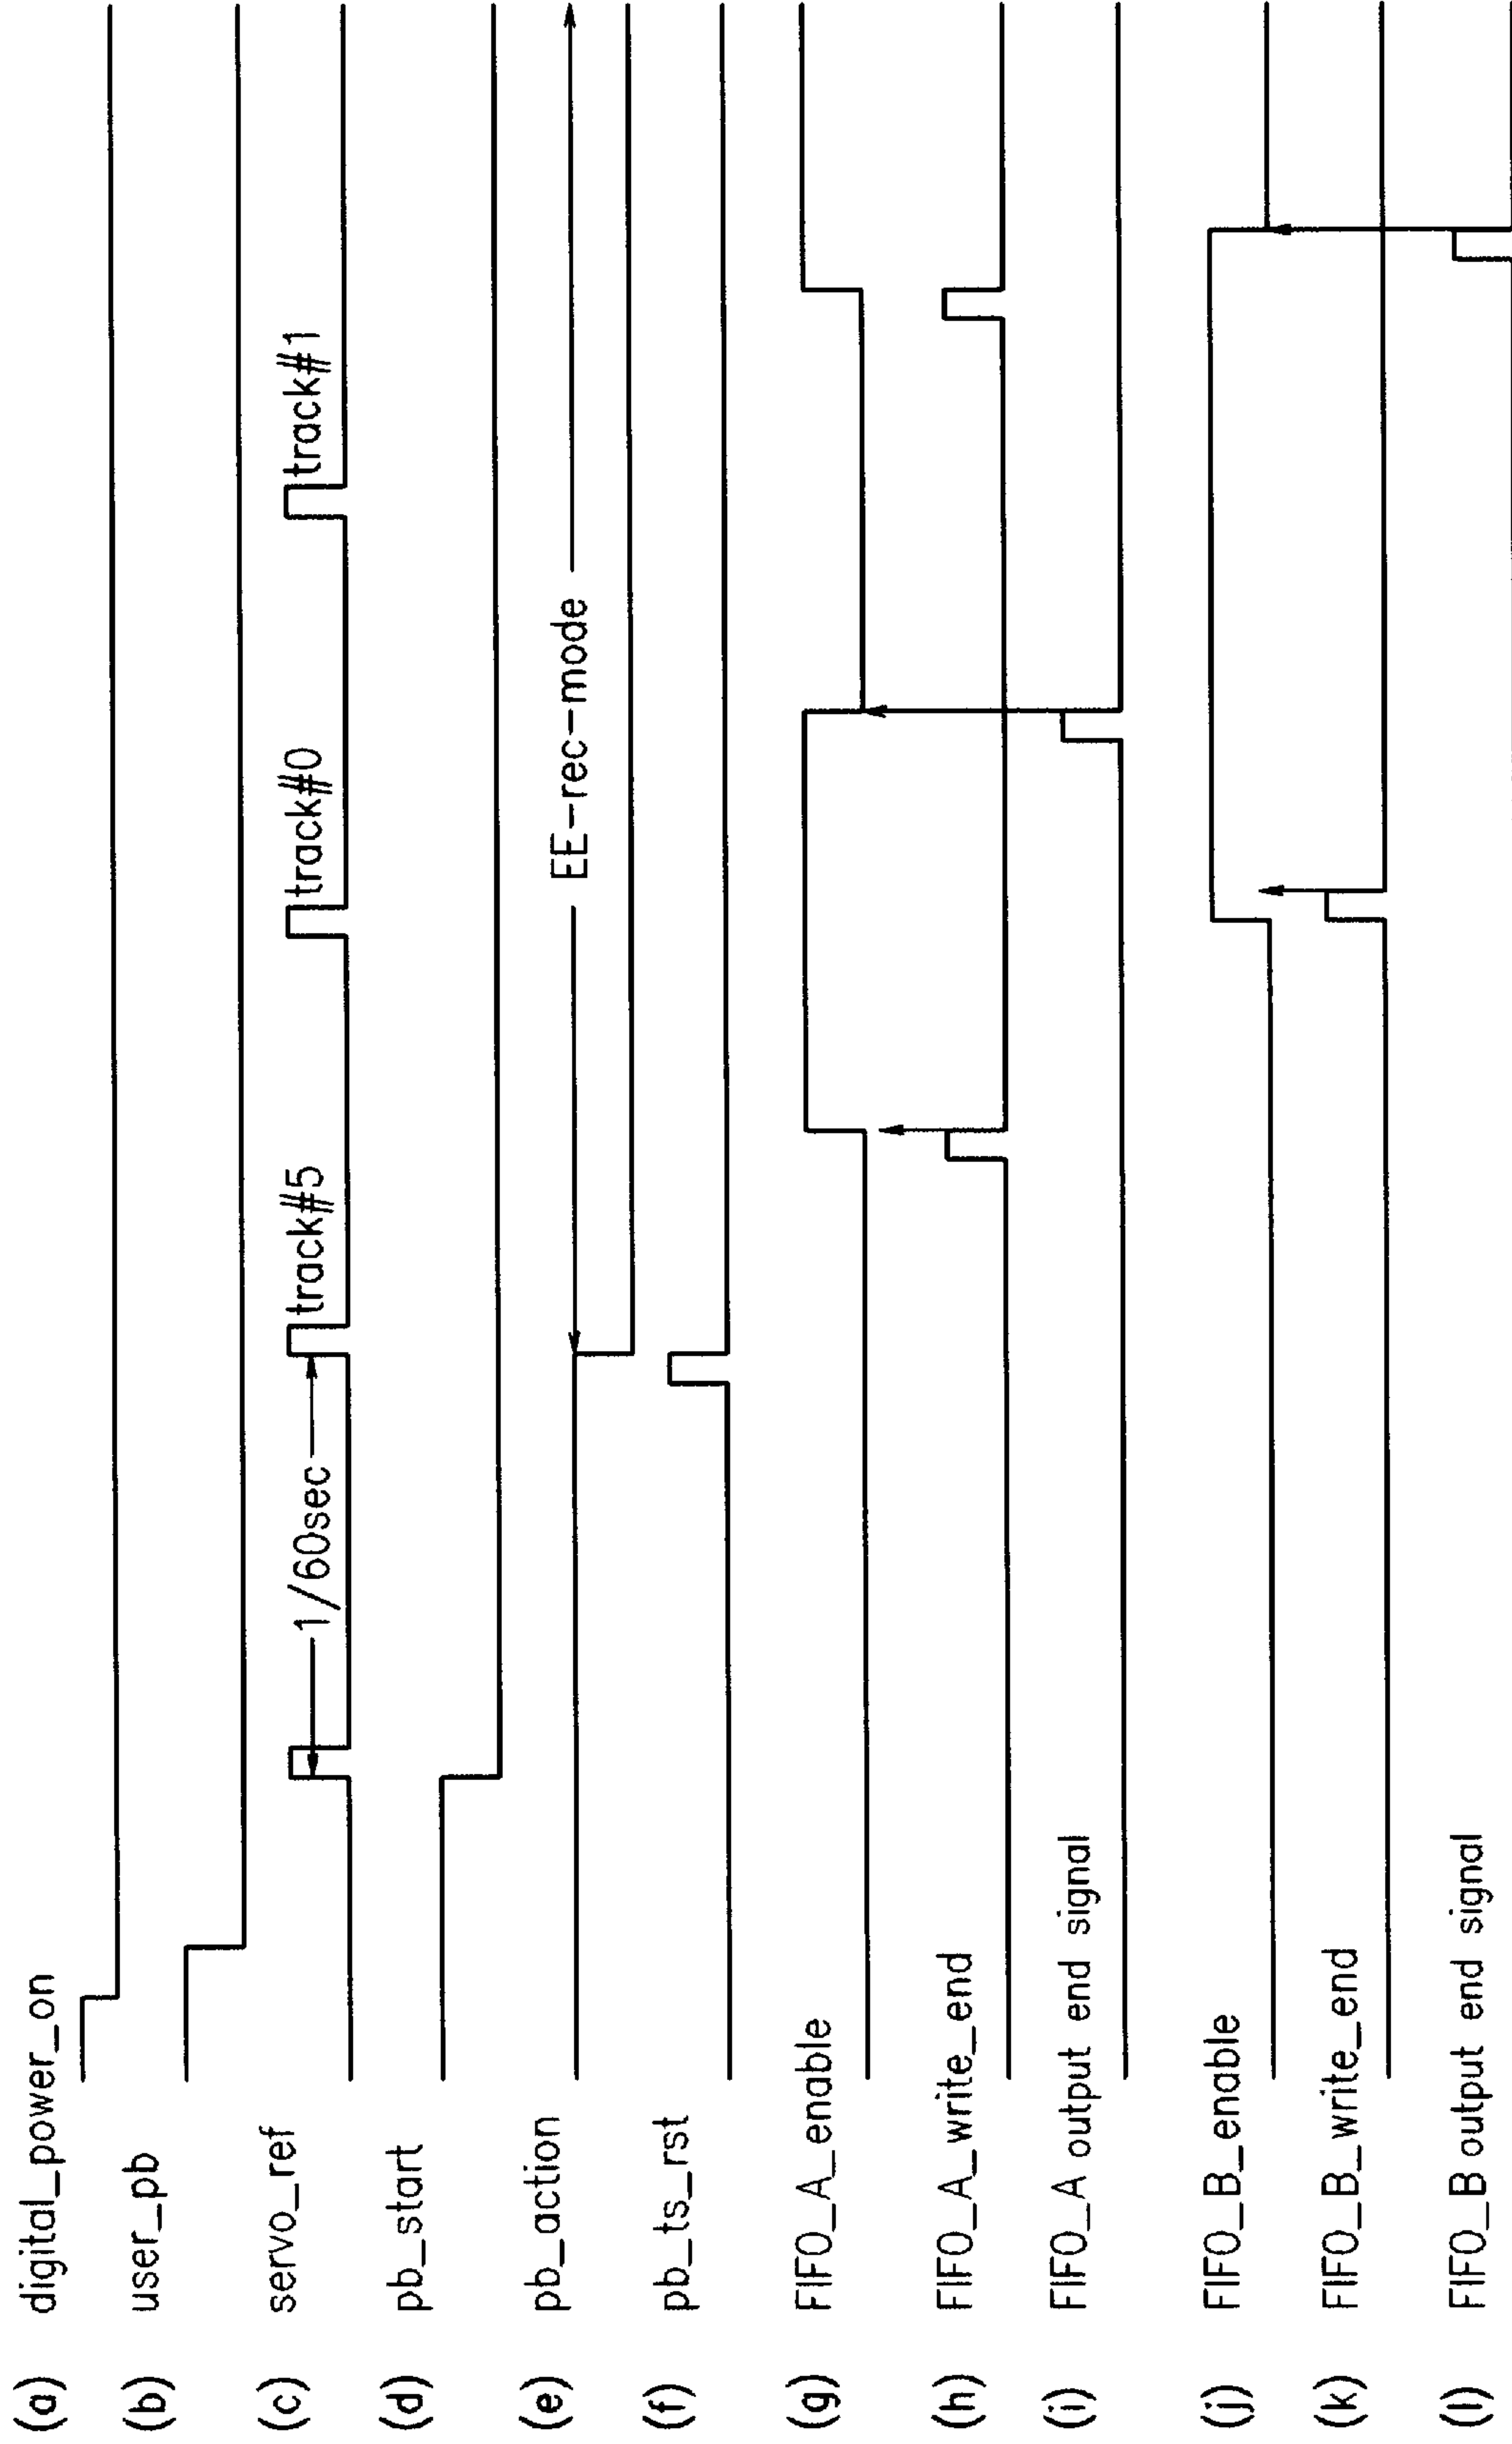 (a) digital_power_on
(b) user_pb
(c) servo_ref
1/60sec
track#5
track#0
track#1
(d) pb_start
(e) pb_action
EE-rec-mode
(f) pb_ts_rst
(g) FIFO_A_enable
(h) FIFO_A_write_end
(i) FIFO_A output end signal
(j) FIFO_B_enable
(k) FIFO_B_write_end
(l) FIFO_B output end signal